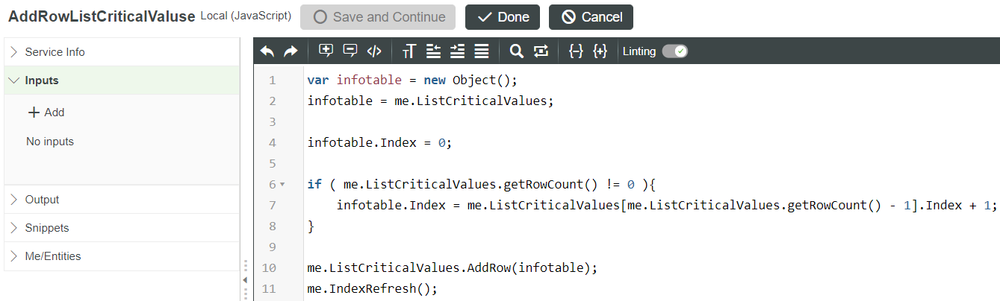 AddRowListCriticalValuse Local (JavaScript) Save and Continue Done Cancel
Service Info
Inputs
Add
No inputs
Output
Snippets
Me/Entities
Linting
1 var infotable = new Object();
2 infotable = me.ListCriticalValues;
3
4 infotable.Index = 0;
5
6 if ( me.ListCriticalValues.getRowCount() != 0 ){
7     infotable.Index = me.ListCriticalValues[me.ListCriticalValues.getRowCount() - 1].Index + 1;
8 }
9
10 me.ListCriticalValues.AddRow(infotable);
11 me.IndexRefresh();